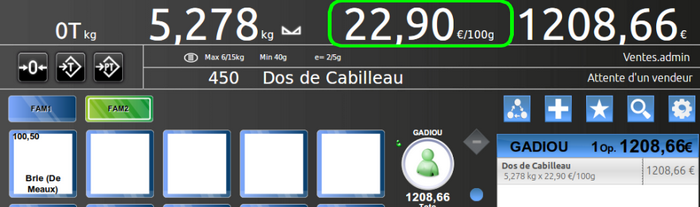 0T kg 5,278 kg 22,90 €/100g 1208,66 €
Max 6/15kg Min 40g e= 2/5g Ventes.admin
450 Dos de Cabilleau Attente d'un vendeur
→0← →T← →PT←
FAM1 FAM2
100,50
Brie (De
Meaux)
GADIOU
1208,66
GADIOU 1 Op. 1208,66€
Dos de Cabilleau
5,278 kg x 22,90 €/100g 1208,66 €